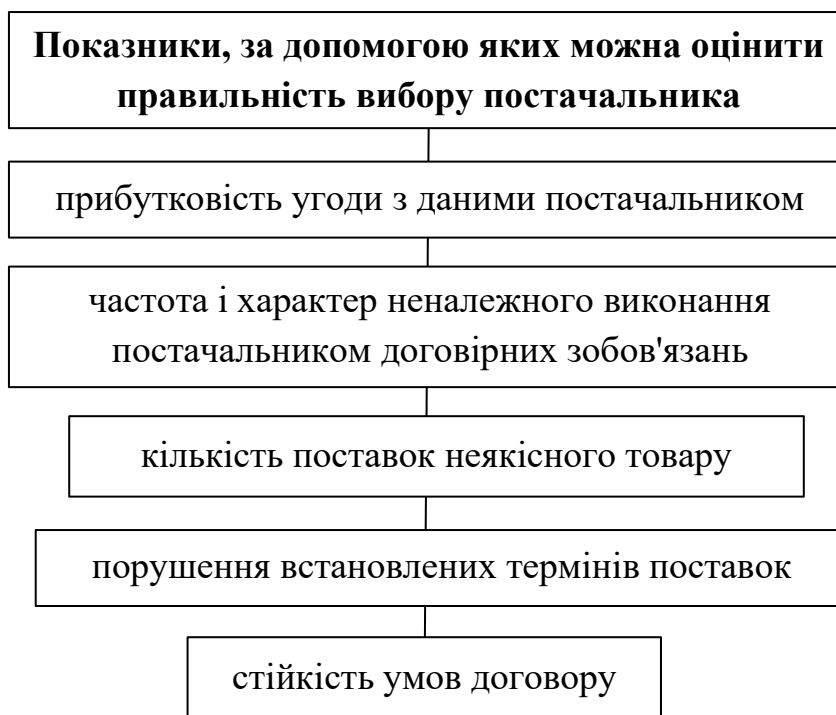 Показники, за допомогою яких можна оцінити
правильність вибору постачальника
прибутковість угоди з даними постачальником
частота і характер неналежного виконання
постачальником договірних зобов'язань
кількість поставок неякісного товару
порушення встановлених термінів поставок
стійкість умов договору